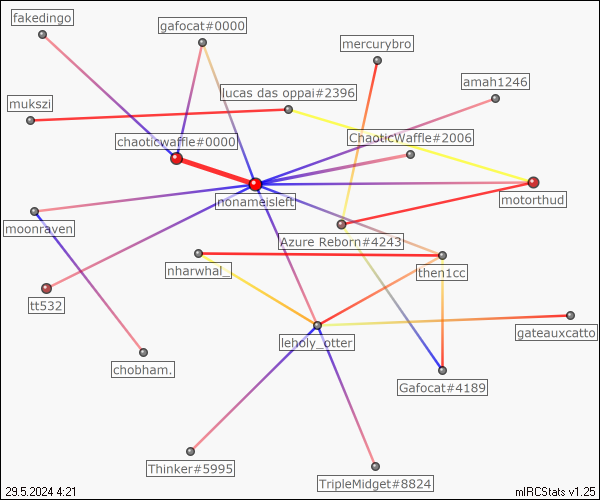 fakedingo
gafocat#0000
mercurybro
amah1246
lucas das oppai#2396
mukszi
chaoticwaffle#0000
ChaoticWaffle#2006
nonameisleft
motorthud
moonraven
Azure Reborn#4243
nharwhal_
then1cc
tt532
gateauxcatto
leholy_otter
chobham.
Gafocat#4189
Thinker#5995
TripleMidget#8824
29.5.2024 4:21
mIRCStats v1.25